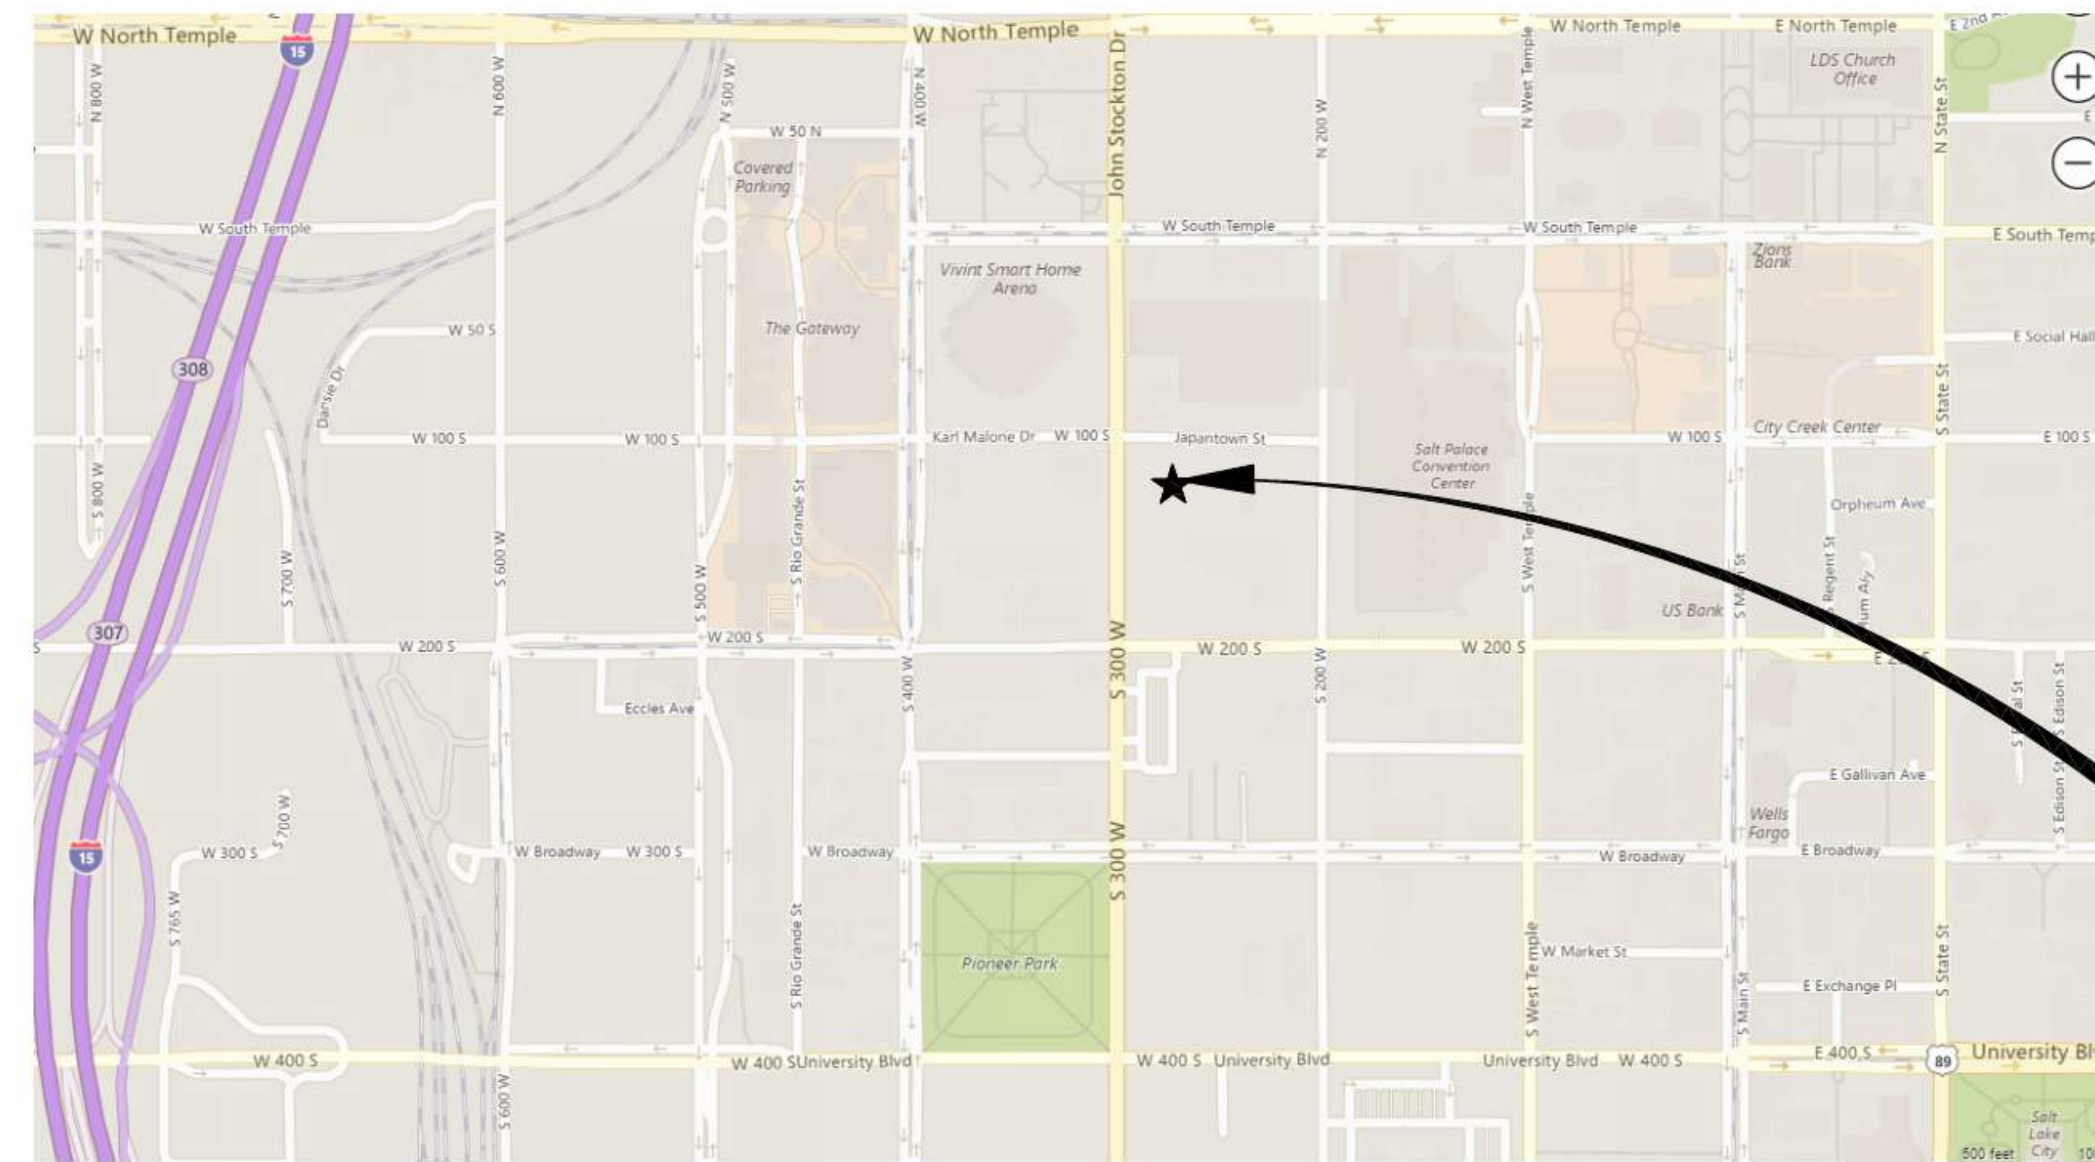 W North Temple
15
W North Temple
W North Temple
E North Temple
E 2nd
N 800 W
N 600 W
N 500 W
N 400 W
John Stockton Dr
N 200 W
N West Temple
LDS Church
Office
N State St
W 50 N
Covered
Parking
W South Temple
W South Temple
W South Temple
E South Temp
Zions
Bank
Vivint Smart Home
Arena
The Gateway
W 50 S
E Social Hall
308
Dansie Dr
S State St
W 100 S
W 100 S
Karl Malone Dr
W 100 S
Japantown St
W 100 S
City Creek Center
E 100 S
Salt Palace
Convention
Center
S 800 W
S Rio Grande St
S West Temple
Orpheum Ave
S 700 W
S 600 W
S 500 W
Regent St
US Bank
307
S
W 200 S
W 200 S
W 200 S
W 200 S
S 300 W
S 400 W
S 200 W
S Edison St
S Edison St
Eccles Ave
E Gallivan Ave
Wells
Fargo
S 700 W
15
W 300 S
W Broadway
W 300 S
W Broadway
S 300 W
W Broadway
E Broadway
S 765 W
S Rio Grande St
Pioneer Park
S West Temple
W Market St
S State St
S Main St
E Exchange Pl
W 400 S
W 400 S
University Blvd
W 400 S
University Blvd
University Blvd
W 400 S
E 400 S
89
University Bl
S 600 W
Salt
Lake
City
500 feet